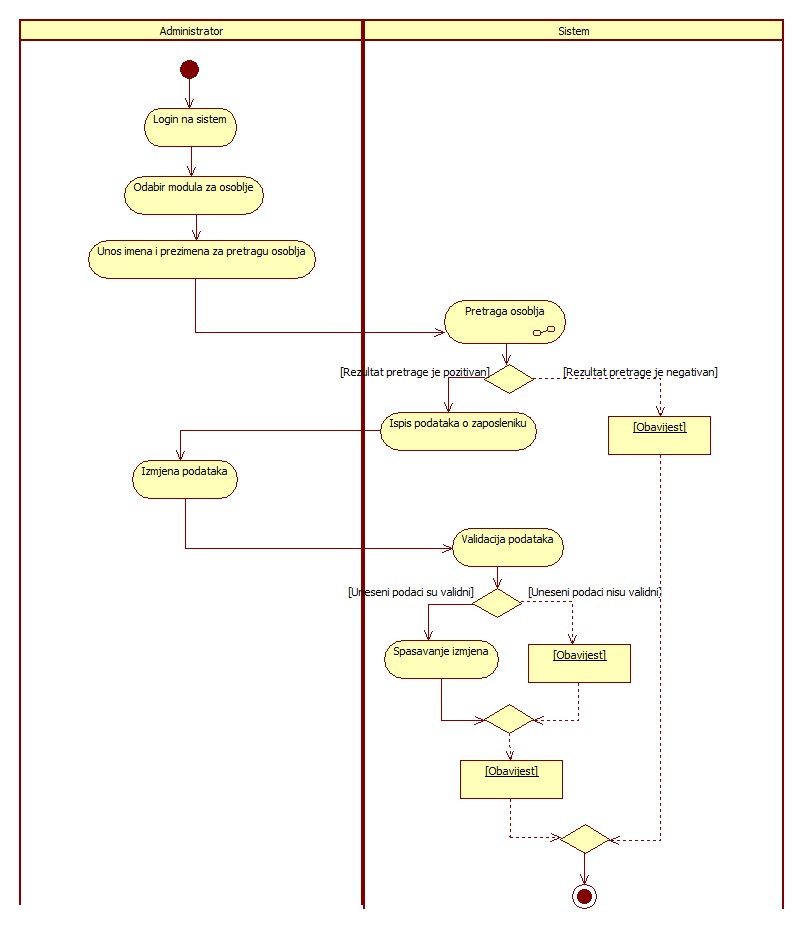 Administrator
Sistem
Login na sistem
Odabir modula za osoblje
Unos imena i prezimena za pretragu osoblja
Pretraga osoblja
[Rezultat pretrage je pozitivan]
[Rezultat pretrage je negativan]
Ispis podataka o zaposleniku
[Obavijest]
Izmjena podataka
Validacija podataka
[Uneseni podaci su validni]
[Uneseni podaci nisu validni]
Spasavanje izmjena
[Obavijest]
[Obavijest]